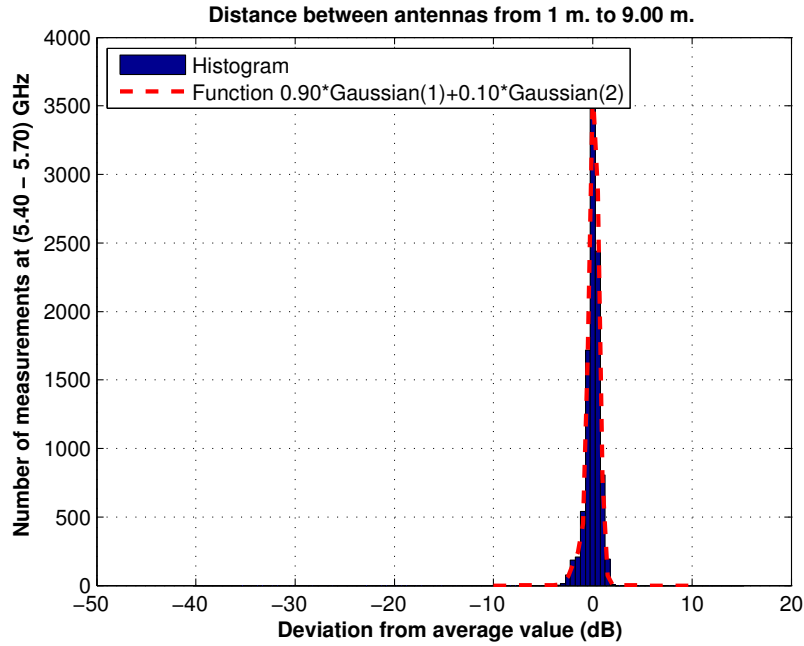 Distance between antennas from 1 m. to 9.00 m.
Number of measurements at (5.40 − 5.70) GHz
4000
3500
3000
2500
2000
1500
1000
500
0
Histogram
Function 0.90*Gaussian(1)+0.10*Gaussian(2)
−50 −40 −30 −20 −10 0 10 20
Deviation from average value (dB)